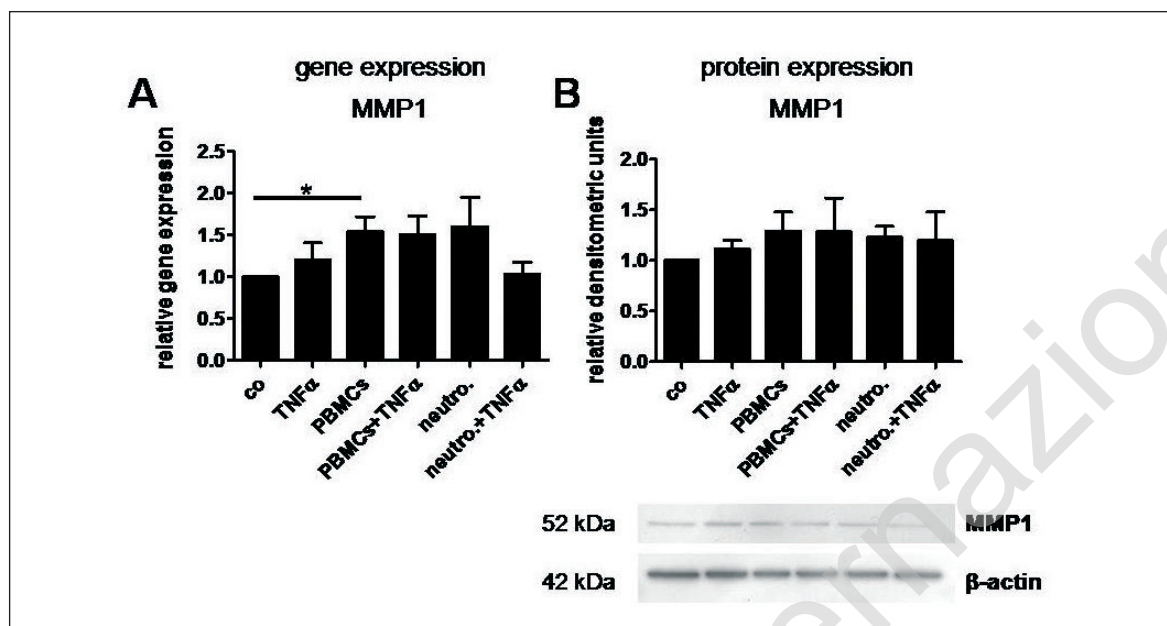 gene expression
A
MMP1
relative gene expression
2.5
2.0
1.5
1.0
0.5
0.0
*
co
TNFα
PBMCs
PBMCs+TNFα
neutro.
neutro.+TNFα
protein expression
B
MMP1
relative densitometric units
2.0
1.5
1.0
0.5
0.0
co
TNFα
PBMCs
PBMCs+TNFα
neutro.
neutro.+TNFα
52 kDa
MMP1
42 kDa
β-actin